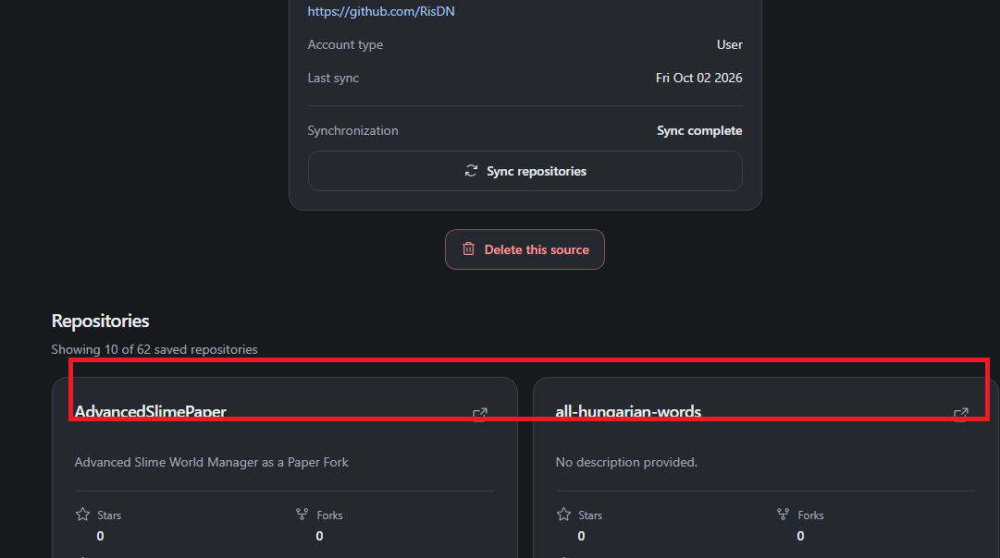 https://github.com/RisDN
Account type User
Last sync Fri Oct 02 2026
Synchronization Sync complete
Sync repositories
Delete this source
Repositories
Showing 10 of 62 saved repositories
AdvancedSlimePaper all-hungarian-words
Advanced Slime World Manager as a Paper Fork No description provided.
Stars Forks Stars Forks
0 0 0 0